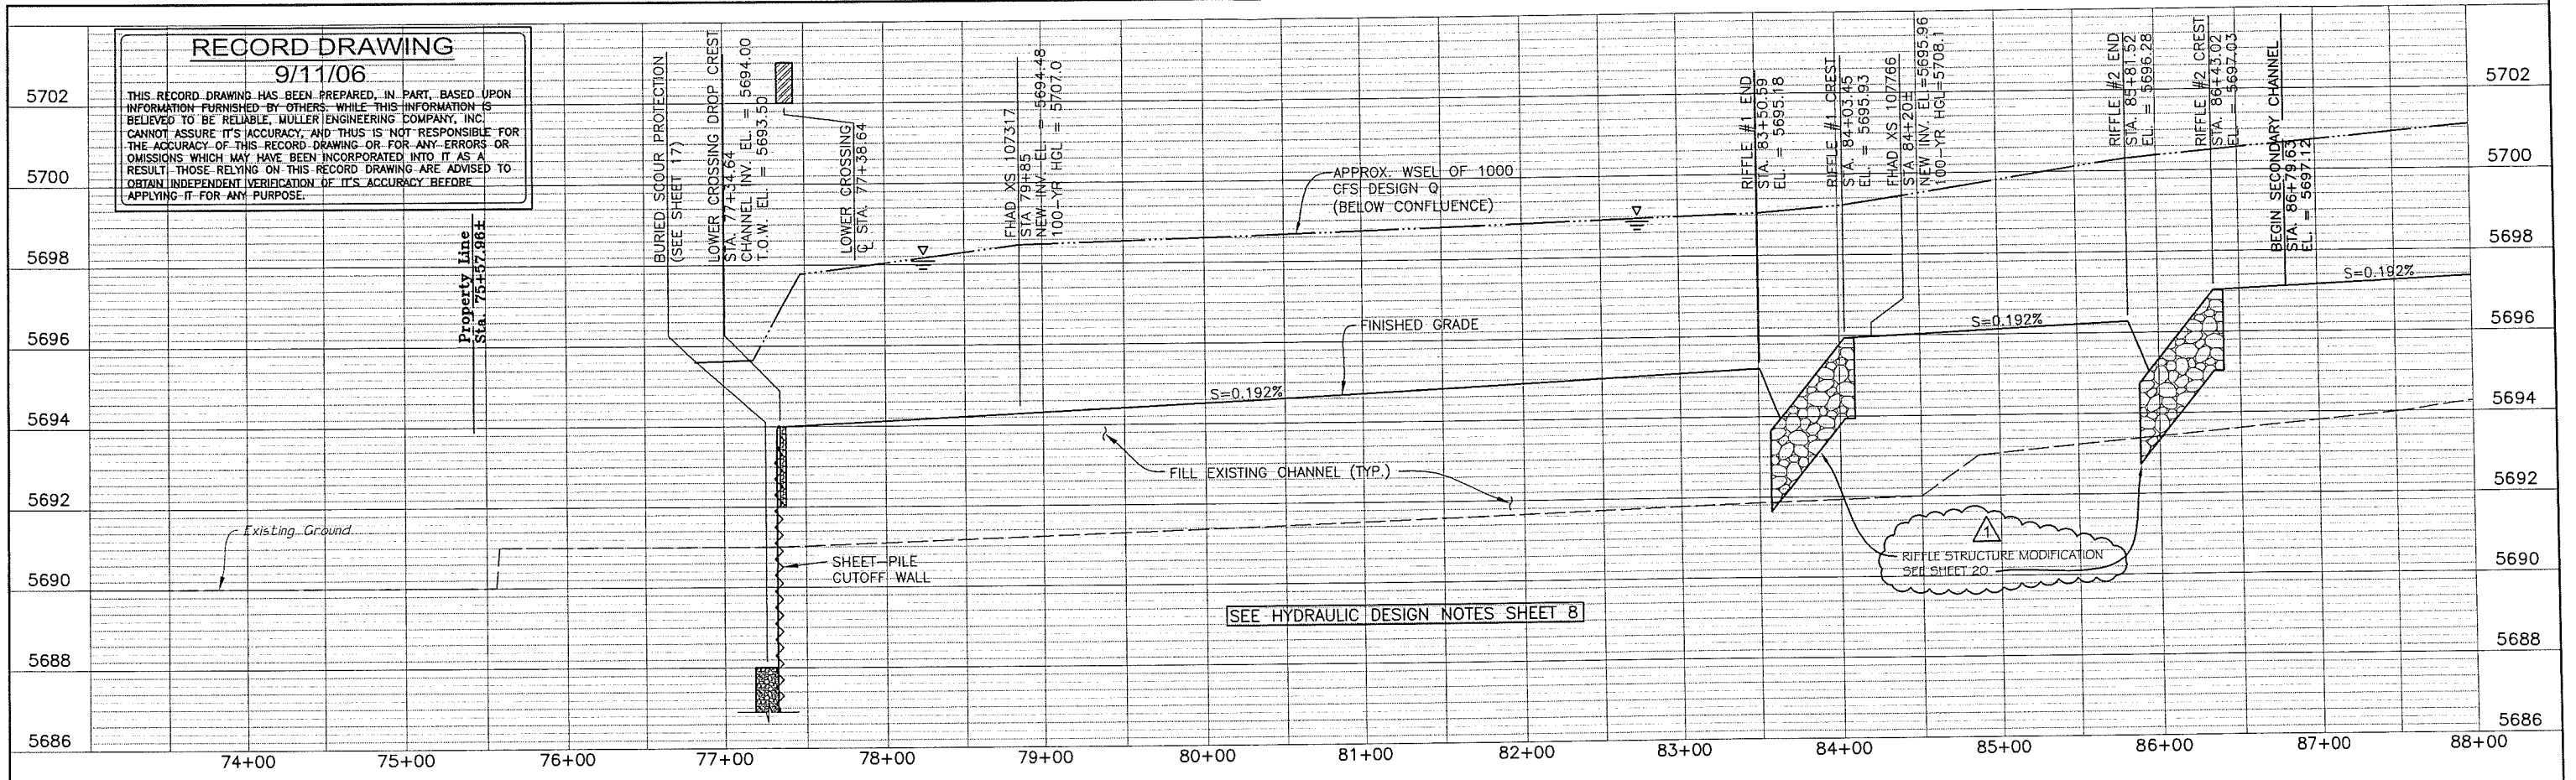 RECORD DRAWING
9/11/06
THIS RECORD DRAWING HAS BEEN PREPARED, IN PART, BASED UPON
INFORMATION FURNISHED BY OTHERS. WHILE THIS INFORMATION IS
BELIEVED TO BE RELIABLE, MULLER ENGINEERING COMPANY, INC.
CANNOT ASSURE IT'S ACCURACY, AND THUS IS NOT RESPONSIBLE FOR
THE ACCURACY OF THIS RECORD DRAWING OR FOR ANY ERRORS OR
OMISSIONS WHICH MAY HAVE BEEN INCORPORATED INTO IT AS A
RESULT. THOSE RELYING ON THIS RECORD DRAWING ARE ADVISED TO
OBTAIN INDEPENDENT VERIFICATION OF IT'S ACCURACY BEFORE
APPLYING IT FOR ANY PURPOSE.
5702
5700
5698
5696
5694
5692
5690
5688
5686
Property Line
Sta. 75+57.96±
BURIED SCOUR PROTECTION
(SEE SHEET 17)
LOWER CROSSING DROP CREST
STA. 77+34.64
CHANNEL INV. EL. = 5694.00
T.O.W. EL. = 5693.50
LOWER CROSSING
℄ STA. 77+38.64
FHAD XS 107317
STA 79+85
NEW INV. EL = 5694.48
100-YR HGL = 5707.0
APPROX. WSEL OF 1000
CFS DESIGN Q
(BELOW CONFLUENCE)
RIFFLE #1 END
STA. 83+50.59
EL. = 5695.18
RIFFLE #1 CREST
STA. 84+03.45
EL. = 5695.93
FHAD XS 107766
STA 84+20±
NEW INV. EL.=5695.96
100-YR HGL=5708.1
RIFFLE #2 END
STA. 85+81.52
EL. = 5696.28
RIFFLE #2 CREST
STA. 86+43.02
EL. =5697.03
BEGIN SECONDARY CHANNEL
STA. 86+79.63
EL. = 5697.12
FINISHED GRADE
S=0.192%
S=0.192%
S=0.192%
FILL EXISTING CHANNEL (TYP.)
Existing Ground
SHEET-PILE
CUTOFF WALL
1
RIFFLE STRUCTURE MODIFICATION
SEE SHEET 20
SEE HYDRAULIC DESIGN NOTES SHEET 8
5702
5700
5698
5696
5694
5692
5690
5688
5686
74+00 75+00 76+00 77+00 78+00 79+00 80+00 81+00 82+00 83+00 84+00 85+00 86+00 87+00 88+00